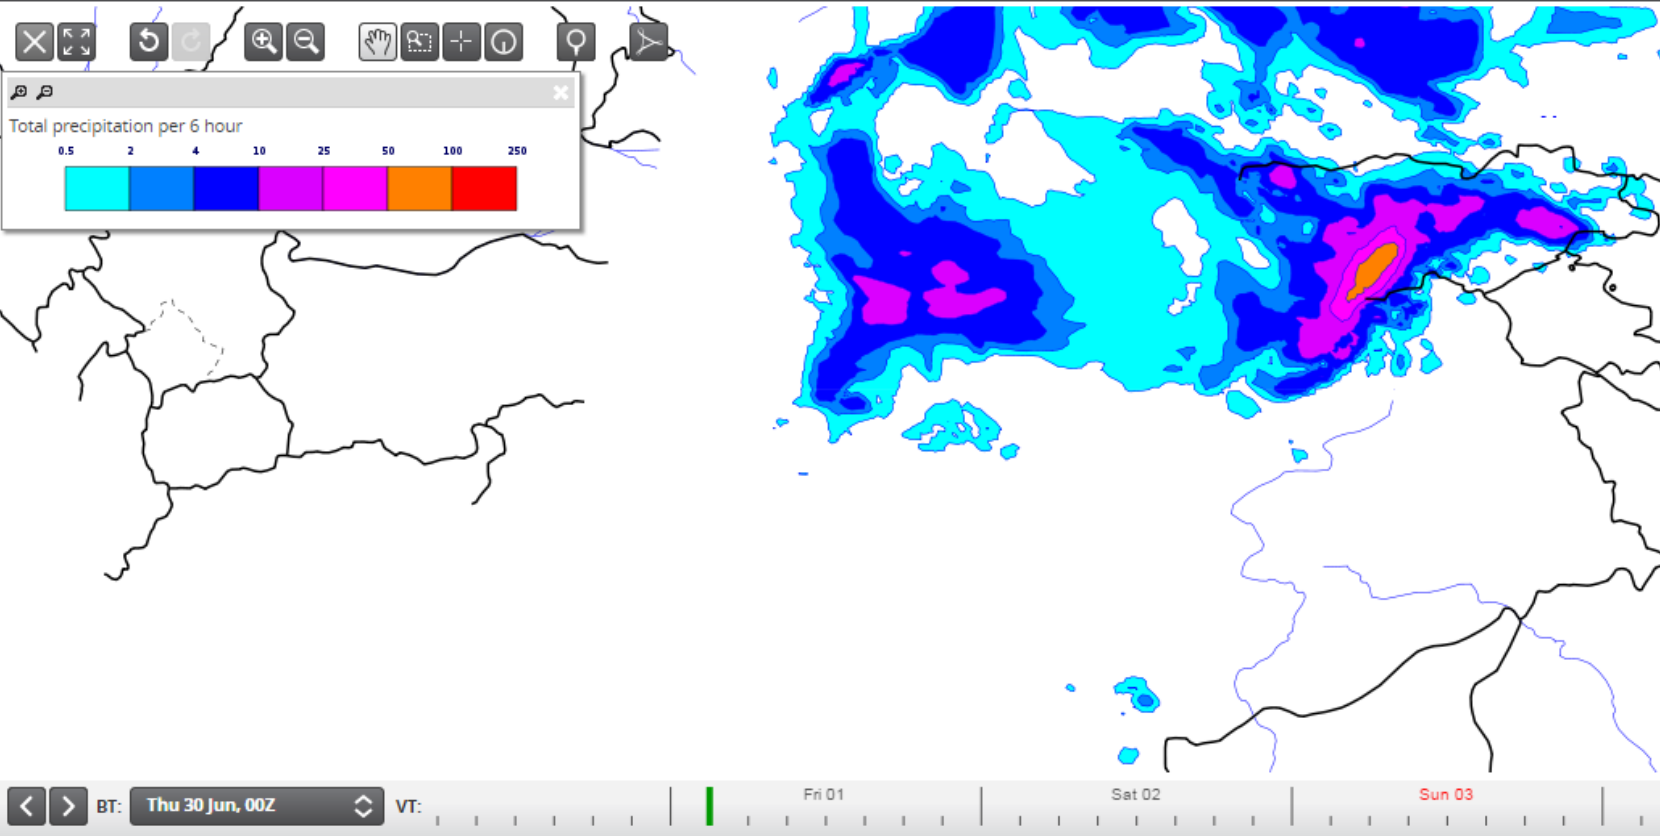 Total precipitation per 6 hour
0.5 2 4 10 25 50 100 250
Fri 01 Sat 02 Sun 03
BT: Thu 30 Jun, 00Z VT: